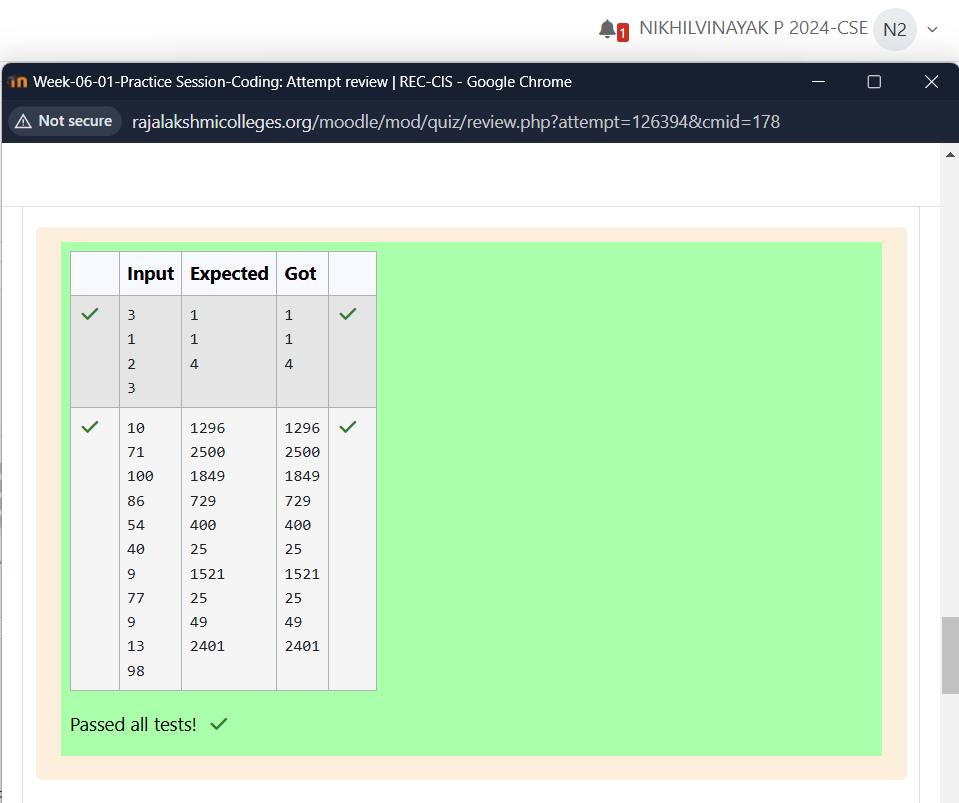 1 NIKHILVINAYAK P 2024-CSE N2
Week-06-01-Practice Session-Coding: Attempt review | REC-CIS - Google Chrome
Not secure rajalakshmicolleges.org/moodle/mod/quiz/review.php?attempt=126394&cmid=178
Input Expected Got
3 1 1
1 1 1
2 4 4
3
10 1296 1296
71 2500 2500
100 1849 1849
86 729 729
54 400 400
40 25 25
9 1521 1521
77 25 25
9 49 49
13 2401 2401
98
Passed all tests!